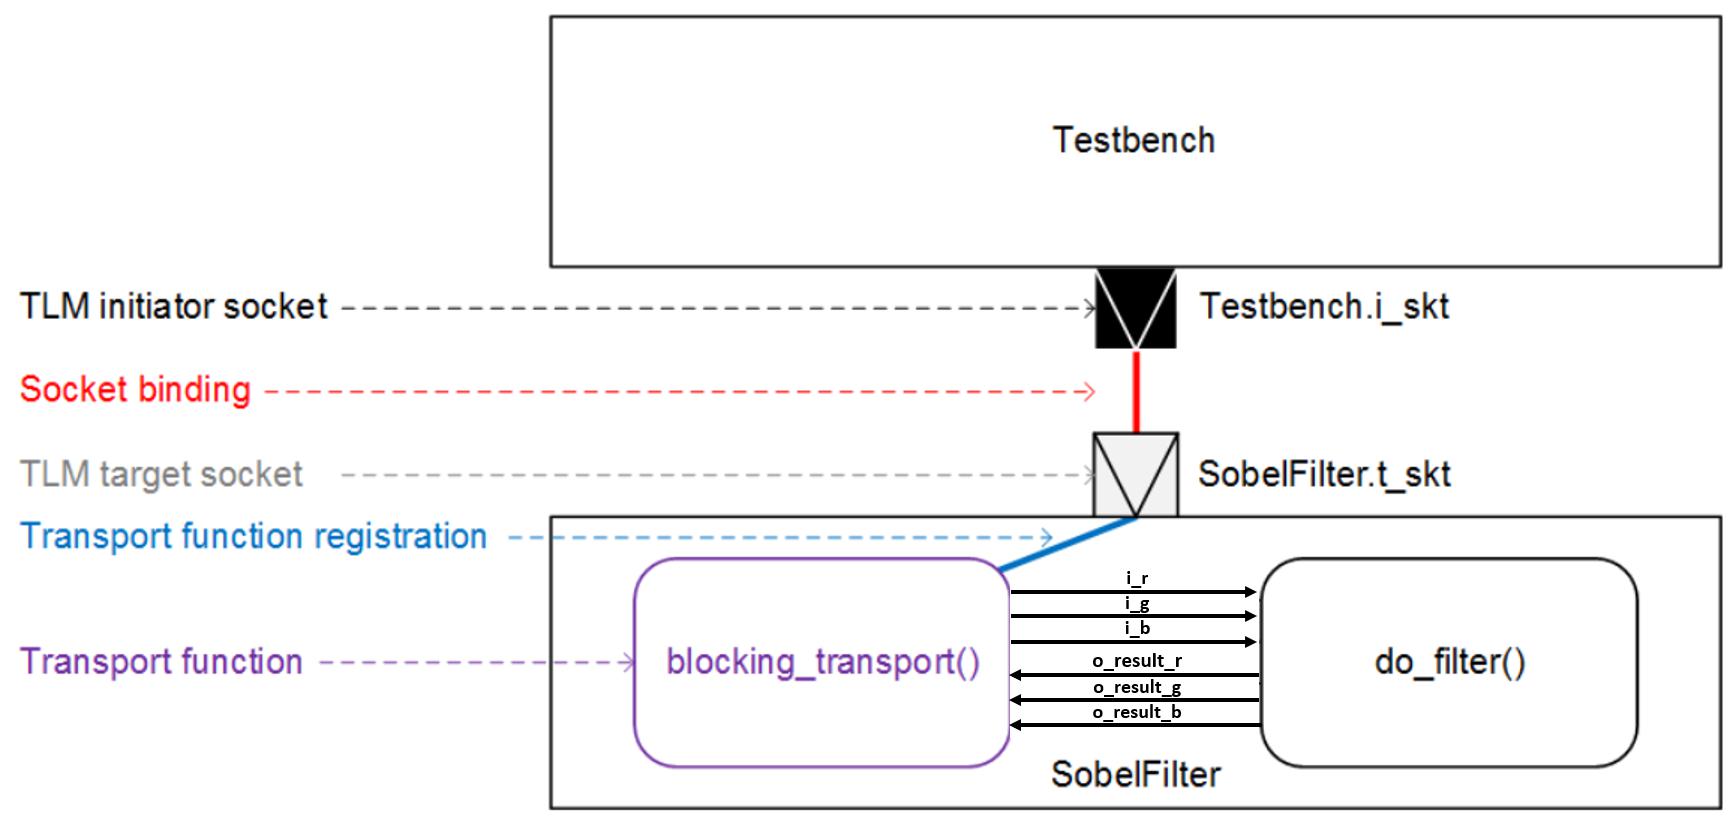 Testbench
TLM initiator socket
Testbench.i_skt
Socket binding
TLM target socket
SobelFilter.t_skt
Transport function registration
i_r
i_g
i_b
Transport function
blocking_transport()
o_result_r
o_result_g
o_result_b
do_filter()
SobelFilter